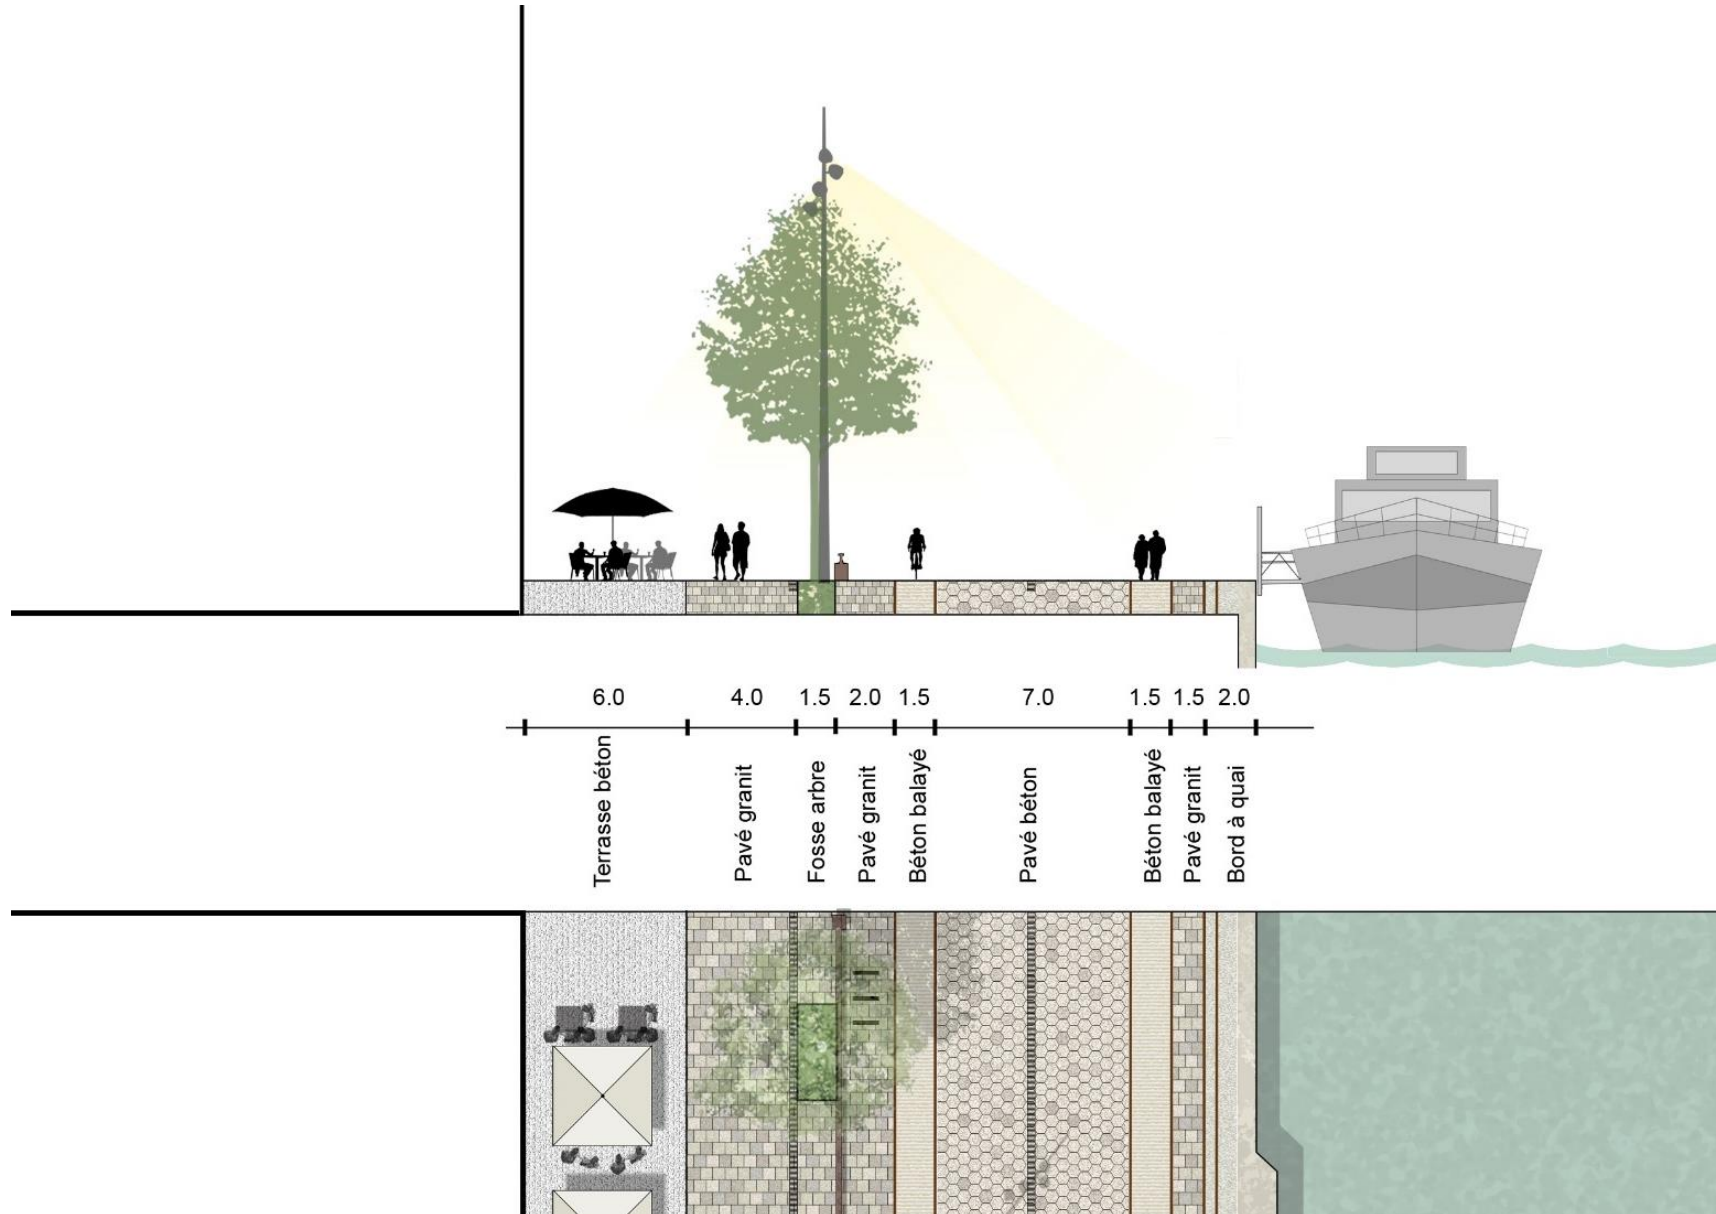 6.0 4.0 1.5 2.0 1.5 7.0 1.5 1.5 2.0
Terrasse béton
Pavé granit
Fosse arbre
Pavé granit
Béton balayé
Pavé béton
Béton balayé
Pavé granit
Bord à quai